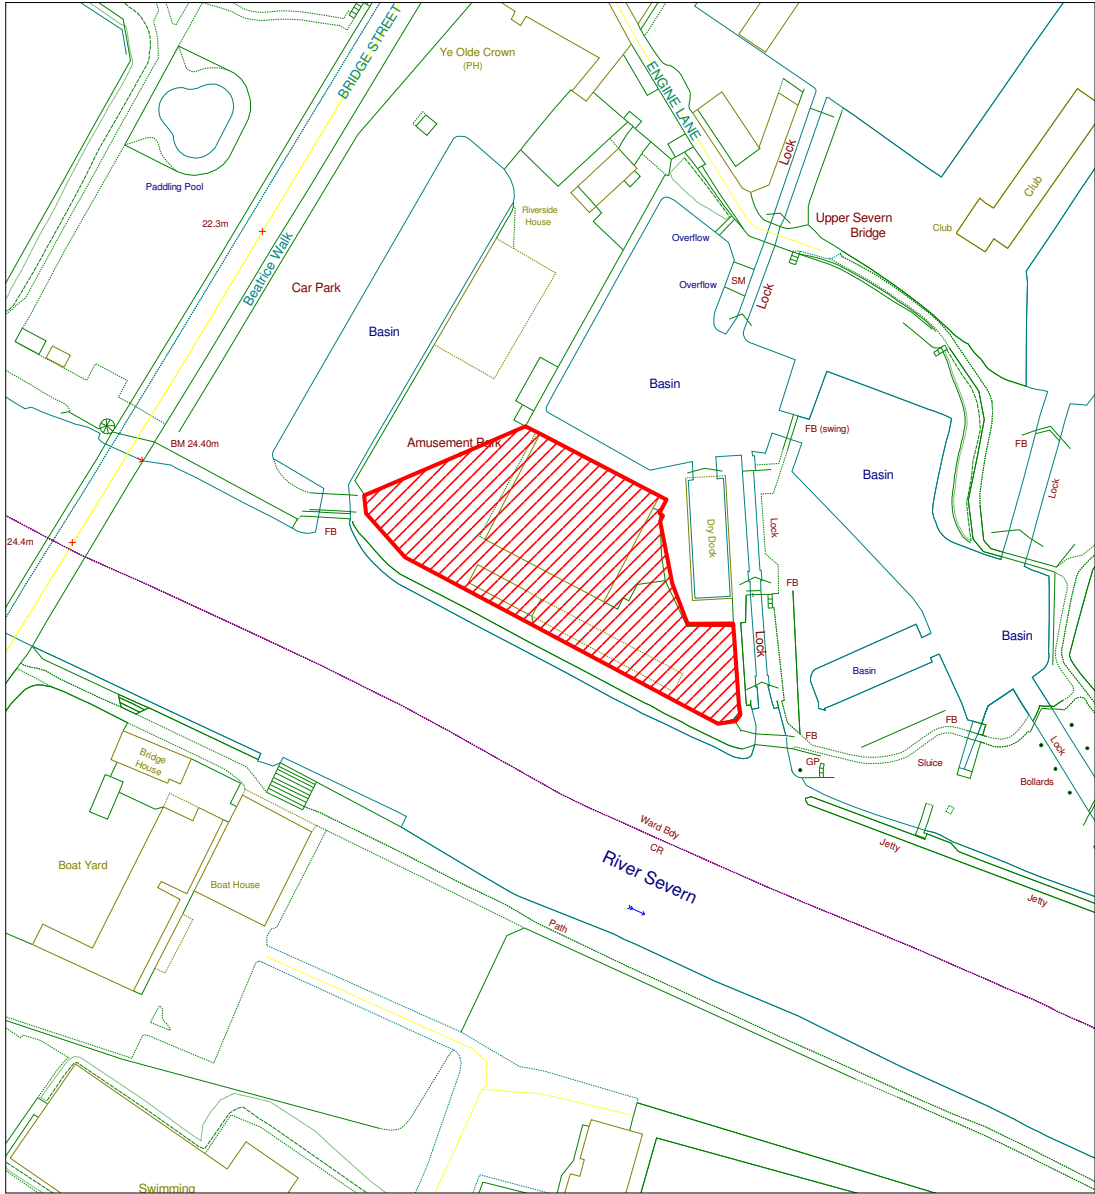 BRIDGE STREET
Ye Olde Crown
(PH)
ENGINE LANE
Lock
Club
Paddling Pool
22.3m
Riverside
House
Upper Severn
Bridge
Club
Overflow
Beatrice Walk
Car Park
Overflow
SM
Lock
Basin
Basin
FB (swing)
BM 24.40m
Amusement Park
FB
Basin
Lock
24.4m
FB
Dry Dock
Lock
FB
Lock
Basin
Basin
FB
FB
Lock
GP
Sluice
Bollards
Bridge
House
Ward Bdy
CR
Jetty
River Severn
Boat Yard
Boat House
Jetty
Path
Swimming